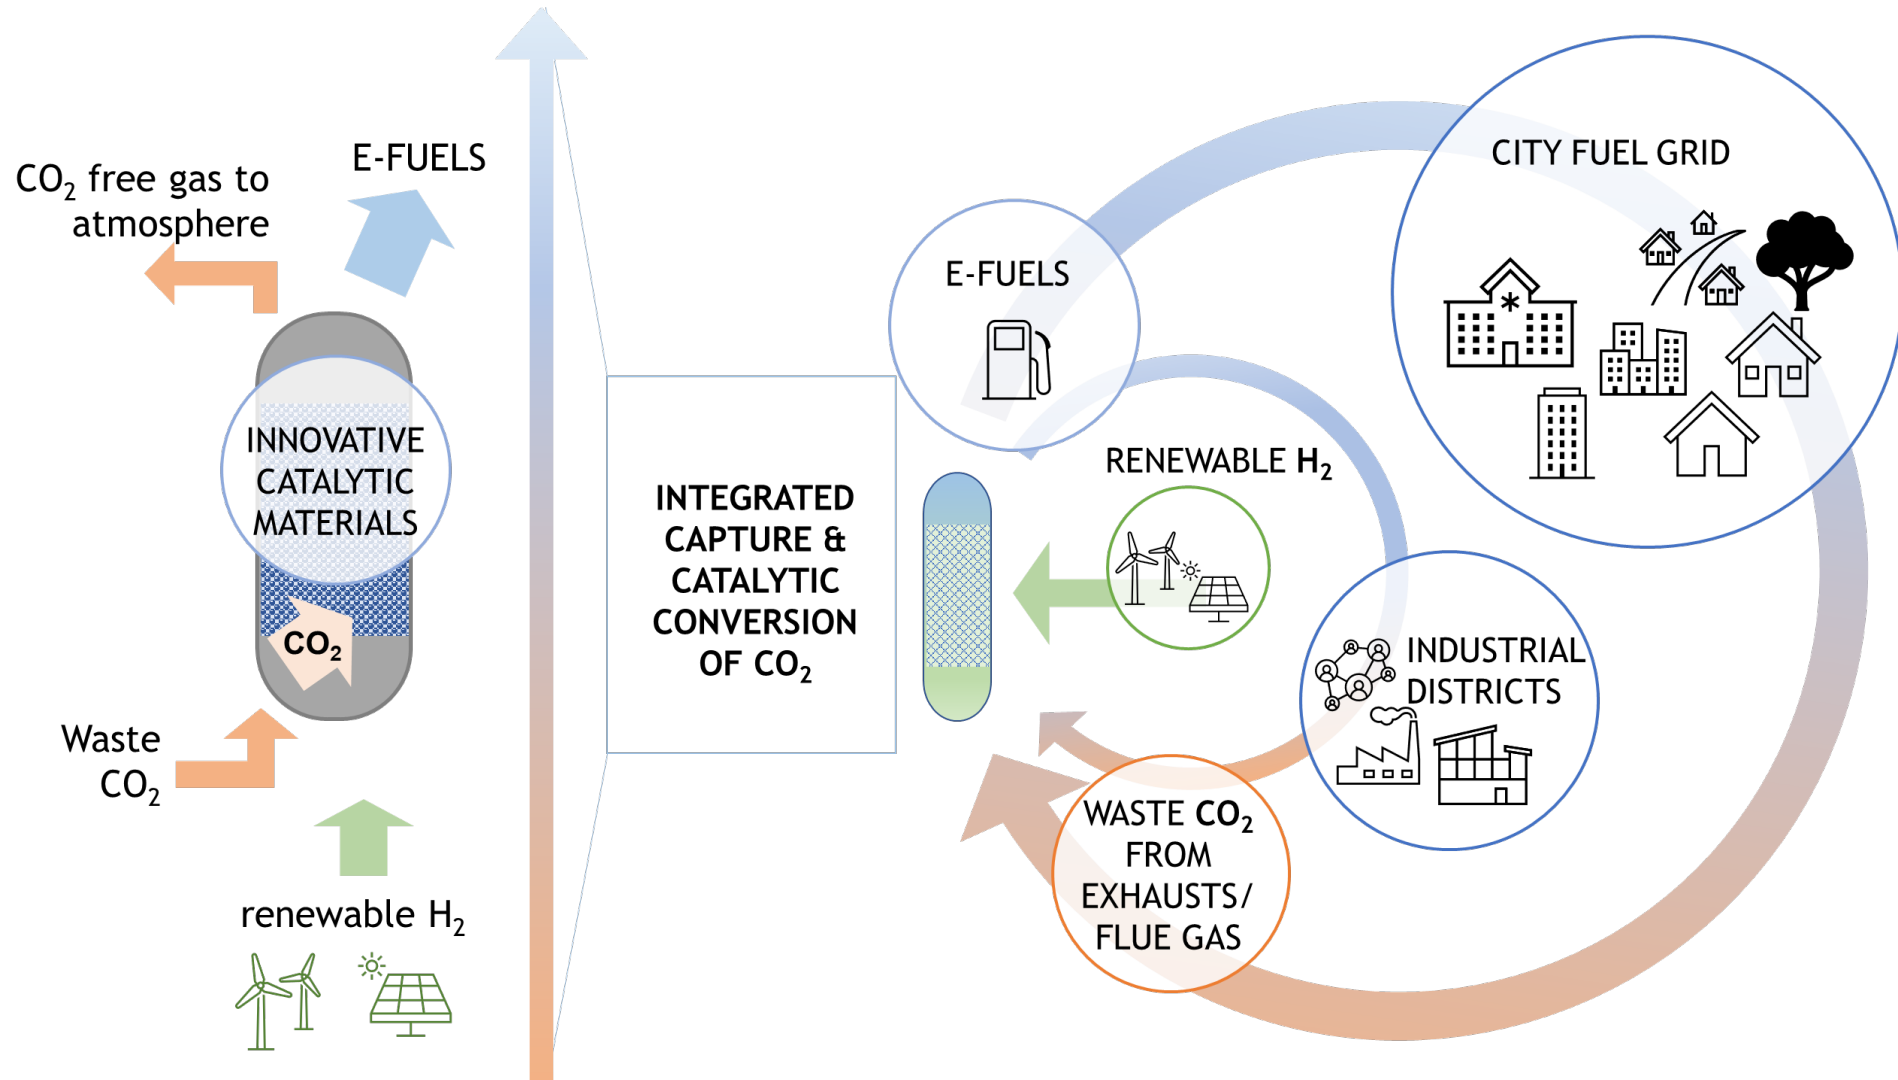 CO₂ free gas to
atmosphere
E-FUELS
INNOVATIVE
CATALYTIC
MATERIALS
CO₂
Waste
CO₂
renewable H₂
INTEGRATED
CAPTURE &
CATALYTIC
CONVERSION
OF CO₂
E-FUELS
RENEWABLE H₂
CITY FUEL GRID
INDUSTRIAL
DISTRICTS
WASTE CO₂
FROM
EXHAUSTS/
FLUE GAS